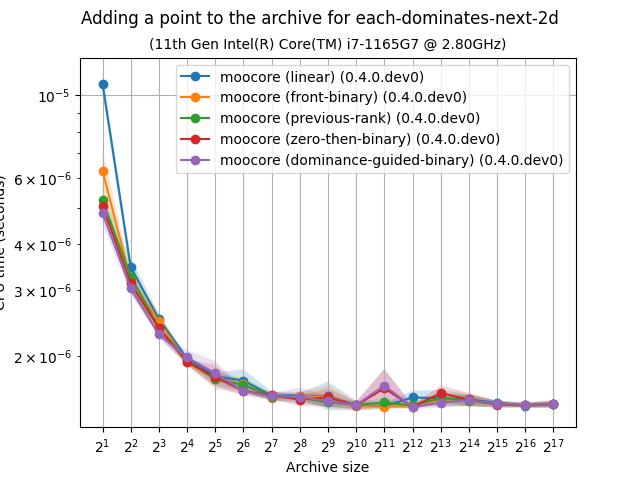 Adding a point to the archive for each-dominates-next-2d
(11th Gen Intel(R) Core(TM) i7-1165G7 @ 2.80GHz)
moocore (linear) (0.4.0.dev0)
moocore (front-binary) (0.4.0.dev0)
moocore (previous-rank) (0.4.0.dev0)
moocore (zero-then-binary) (0.4.0.dev0)
moocore (dominance-guided-binary) (0.4.0.dev0)
10⁻⁵
6 × 10⁻⁶
4 × 10⁻⁶
3 × 10⁻⁶
2 × 10⁻⁶
time (seconds)
2¹ 2² 2³ 2⁴ 2⁵ 2⁶ 2⁷ 2⁸ 2⁹ 2¹⁰ 2¹¹ 2¹² 2¹³ 2¹⁴ 2¹⁵ 2¹⁶ 2¹⁷
Archive size